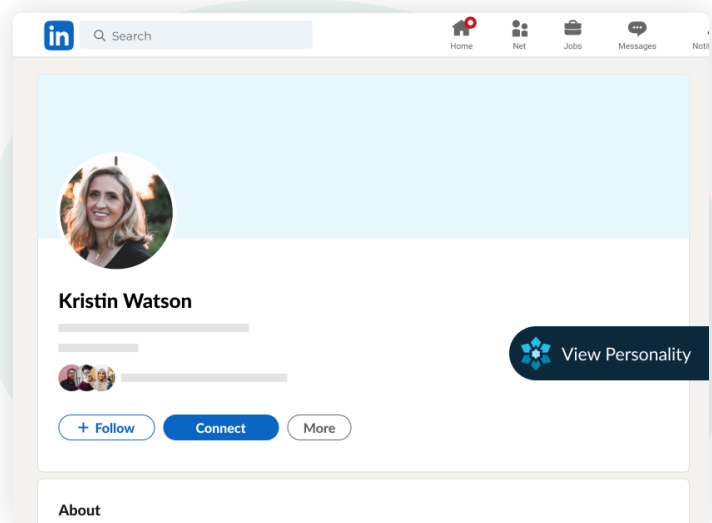 in
Search
Home
Net
Jobs
Messages
Kristin Watson
View Personality
+ Follow
Connect
More
About